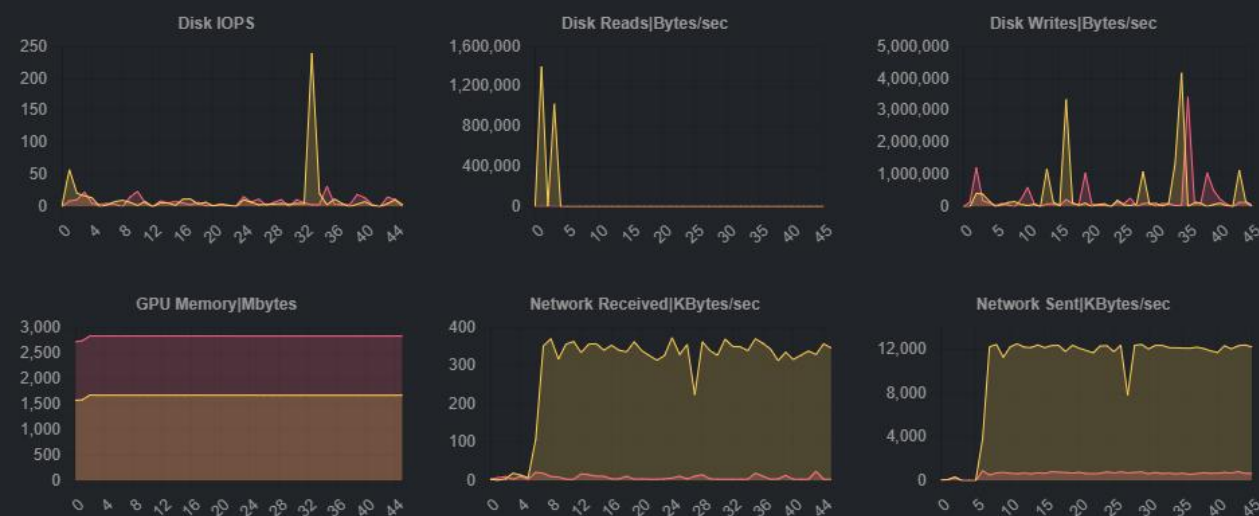 Disk IOPS
250
200
150
100
50
0
0 4 8 12 16 20 24 28 32 36 40 44
Disk Reads|Bytes/sec
1,600,000
1,200,000
800,000
400,000
0
0 5 10 15 20 25 30 35 40 45
Disk Writes|Bytes/sec
5,000,000
4,000,000
3,000,000
2,000,000
1,000,000
0
0 5 10 15 20 25 30 35 40 45
GPU Memory|Mbytes
3,000
2,500
2,000
1,500
1,000
500
0
0 4 8 12 16 20 24 28 32 36 40 44
Network Received|KBytes/sec
400
300
200
100
0
0 4 8 12 16 20 24 28 32 36 40 44
Network Sent|KBytes/sec
12,000
8,000
4,000
0
0 5 10 15 20 25 30 35 40 45